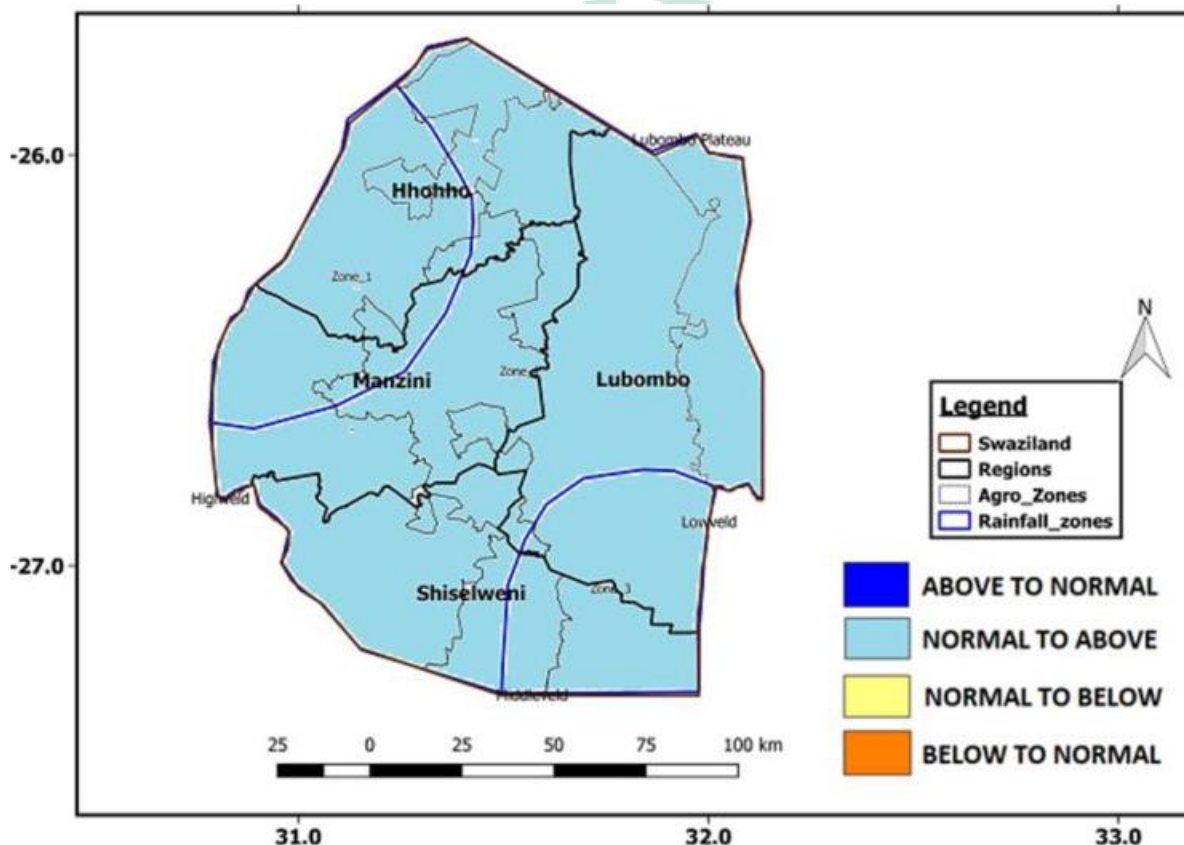 -26.0
-27.0
31.0
32.0
33.0
Lubombo Plateau
Hhohho
Zone_1
Manzini
Zone
Lubombo
Highveld
Lowveld
Shiselweni
Zone_3
Middleveld
25 0 25 50 75 100 km
N
Legend
Swaziland
Regions
Agro_Zones
Rainfall_zones
ABOVE TO NORMAL
NORMAL TO ABOVE
NORMAL TO BELOW
BELOW TO NORMAL